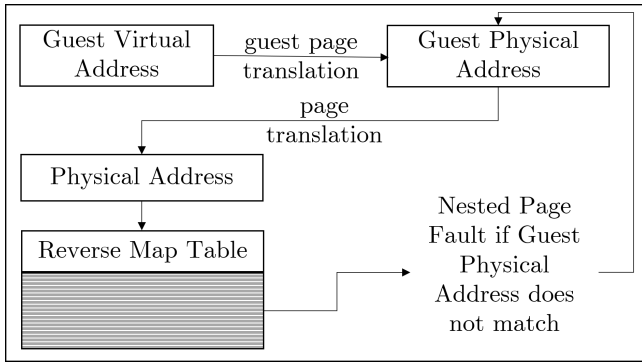 Guest Virtual
Address
guest page
translation
Guest Physical
Address
page
translation
Physical Address
Reverse Map Table
Nested Page
Fault if Guest
Physical
Address does
not match